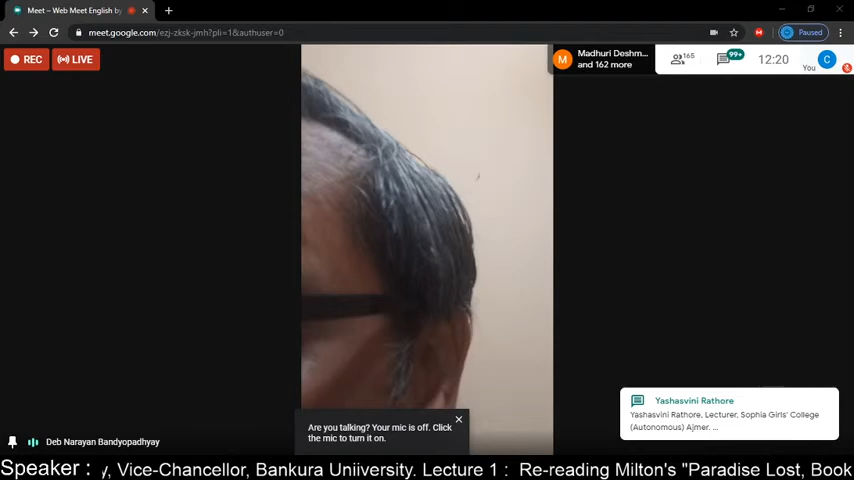 Meet – Web Meet English by
meet.google.com/ezj-zksk-jmh?pli=1&authuser=0
Paused
REC
LIVE
M
Madhuri Deshm...
and 162 more
165
99+
12:20
You
C
Yashasvini Rathore
Yashasvini Rathore, Lecturer, Sophia Girls' College
(Autonomous) Ajmer. ...
Are you talking? Your mic is off. Click
the mic to turn it on.
Deb Narayan Bandyopadhyay
Speaker : y, Vice-Chancellor, Bankura Uniiversity. Lecture 1 : Re-reading Milton's "Paradise Lost, Book